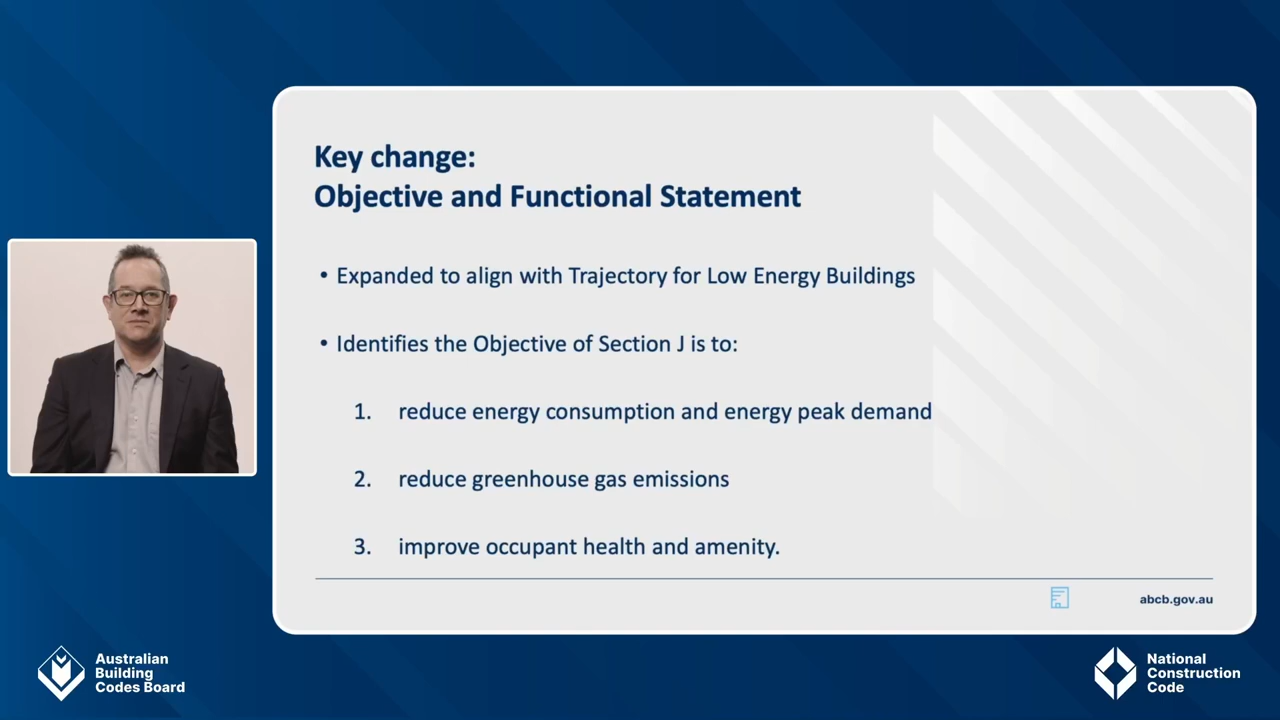 Key change:
Objective and Functional Statement
• Expanded to align with Trajectory for Low Energy Buildings
• Identifies the Objective of Section J is to:
1. reduce energy consumption and energy peak demand
2. reduce greenhouse gas emissions
3. improve occupant health and amenity.
abcb.gov.au
Australian
Building
Codes Board
National
Construction
Code